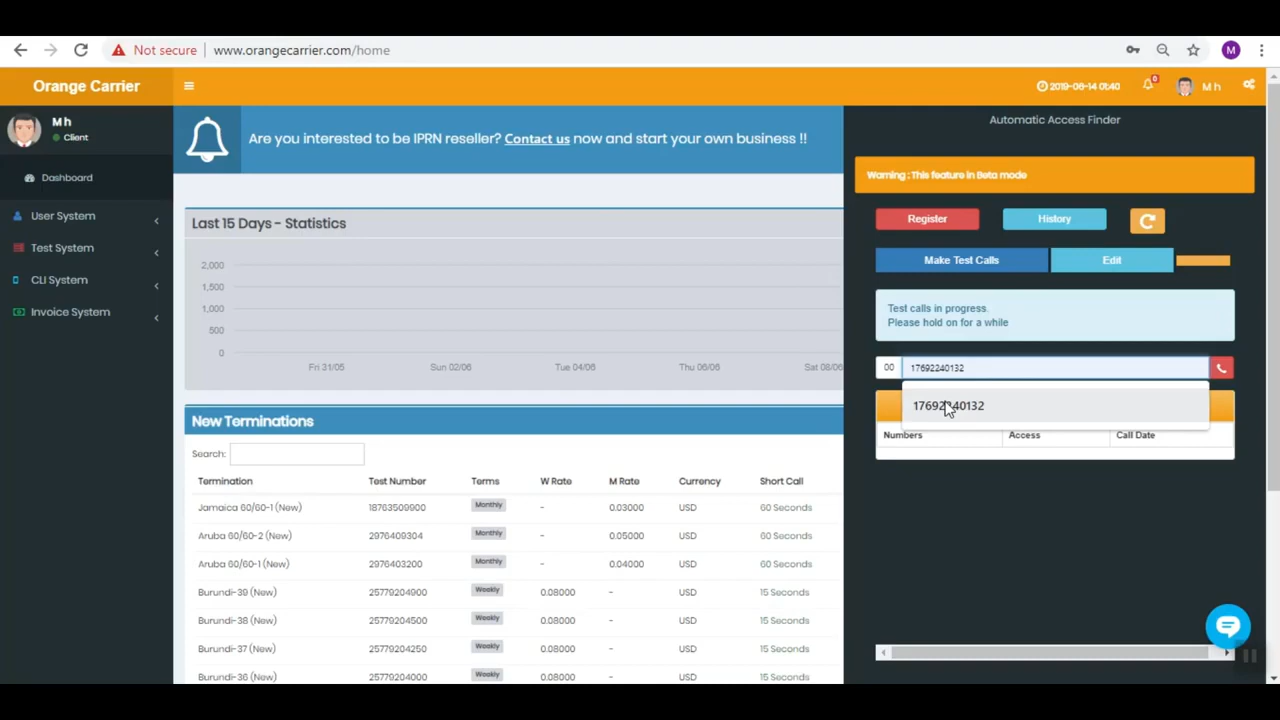 Not secure | www.orangecarrier.com/home
M
Orange Carrier
2019-06-14 01:40
0
M h
M h
Client
Dashboard
User System
Test System
CLI System
Invoice System
Are you interested to be IPRN reseller? Contact us now and start your own business !!
Last 15 Days - Statistics
2,000
1,500
1,000
500
0
Fri 31/05
Sun 02/06
Tue 04/06
Thu 06/06
Sat 08/06
New Terminations
Search:
Termination Test Number Terms W Rate M Rate Currency Short Call
Jamaica 60/60-1 (New) 18763509900 Monthly - 0.03000 USD 60 Seconds
Aruba 60/60-2 (New) 2976409304 Monthly - 0.05000 USD 60 Seconds
Aruba 60/60-1 (New) 2976403200 Monthly - 0.04000 USD 60 Seconds
Burundi-39 (New) 25779204900 Weekly 0.08000 - USD 15 Seconds
Burundi-38 (New) 25779204500 Weekly 0.08000 - USD 15 Seconds
Burundi-37 (New) 25779204250 Weekly 0.08000 - USD 15 Seconds
Burundi-36 (New) 25779204000 Weekly 0.08000 - USD 15 Seconds
Automatic Access Finder
Warning : This feature in Beta mode
Register
History
Make Test Calls
Edit
Test calls in progress.
Please hold on for a while
00 17692240132
17692240132
Numbers Access Call Date